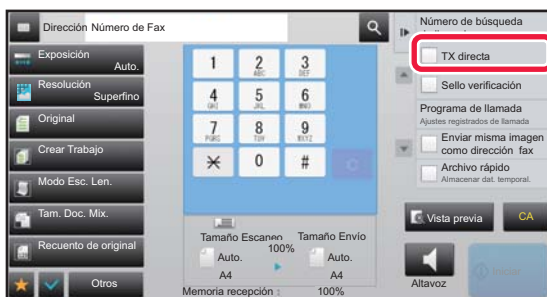 Dirección Número de Fax
Número de búsqueda
Exposición
Auto.
Resolución
Superfino
Original
Crear Trabajo
Modo Esc. Len.
Tam. Doc. Mix.
Recuento de original
Otros
1 2 3
ABC DEF
4 5 6
GHI JKL MNO
7 8 9
PQRS TUV WXYZ
0 #
C
Tamaño Escaneo
100%
Tamaño Envío
Auto.
A4
Auto.
A4
Memoria recepción : 100%
TX directa
Sello verificación
Programa de llamada
Ajustes registrados de llamada
Enviar misma imagen
como dirección fax
Archivo rápido
Almacenar dat. temporal.
Vista previa
CA
Altavoz